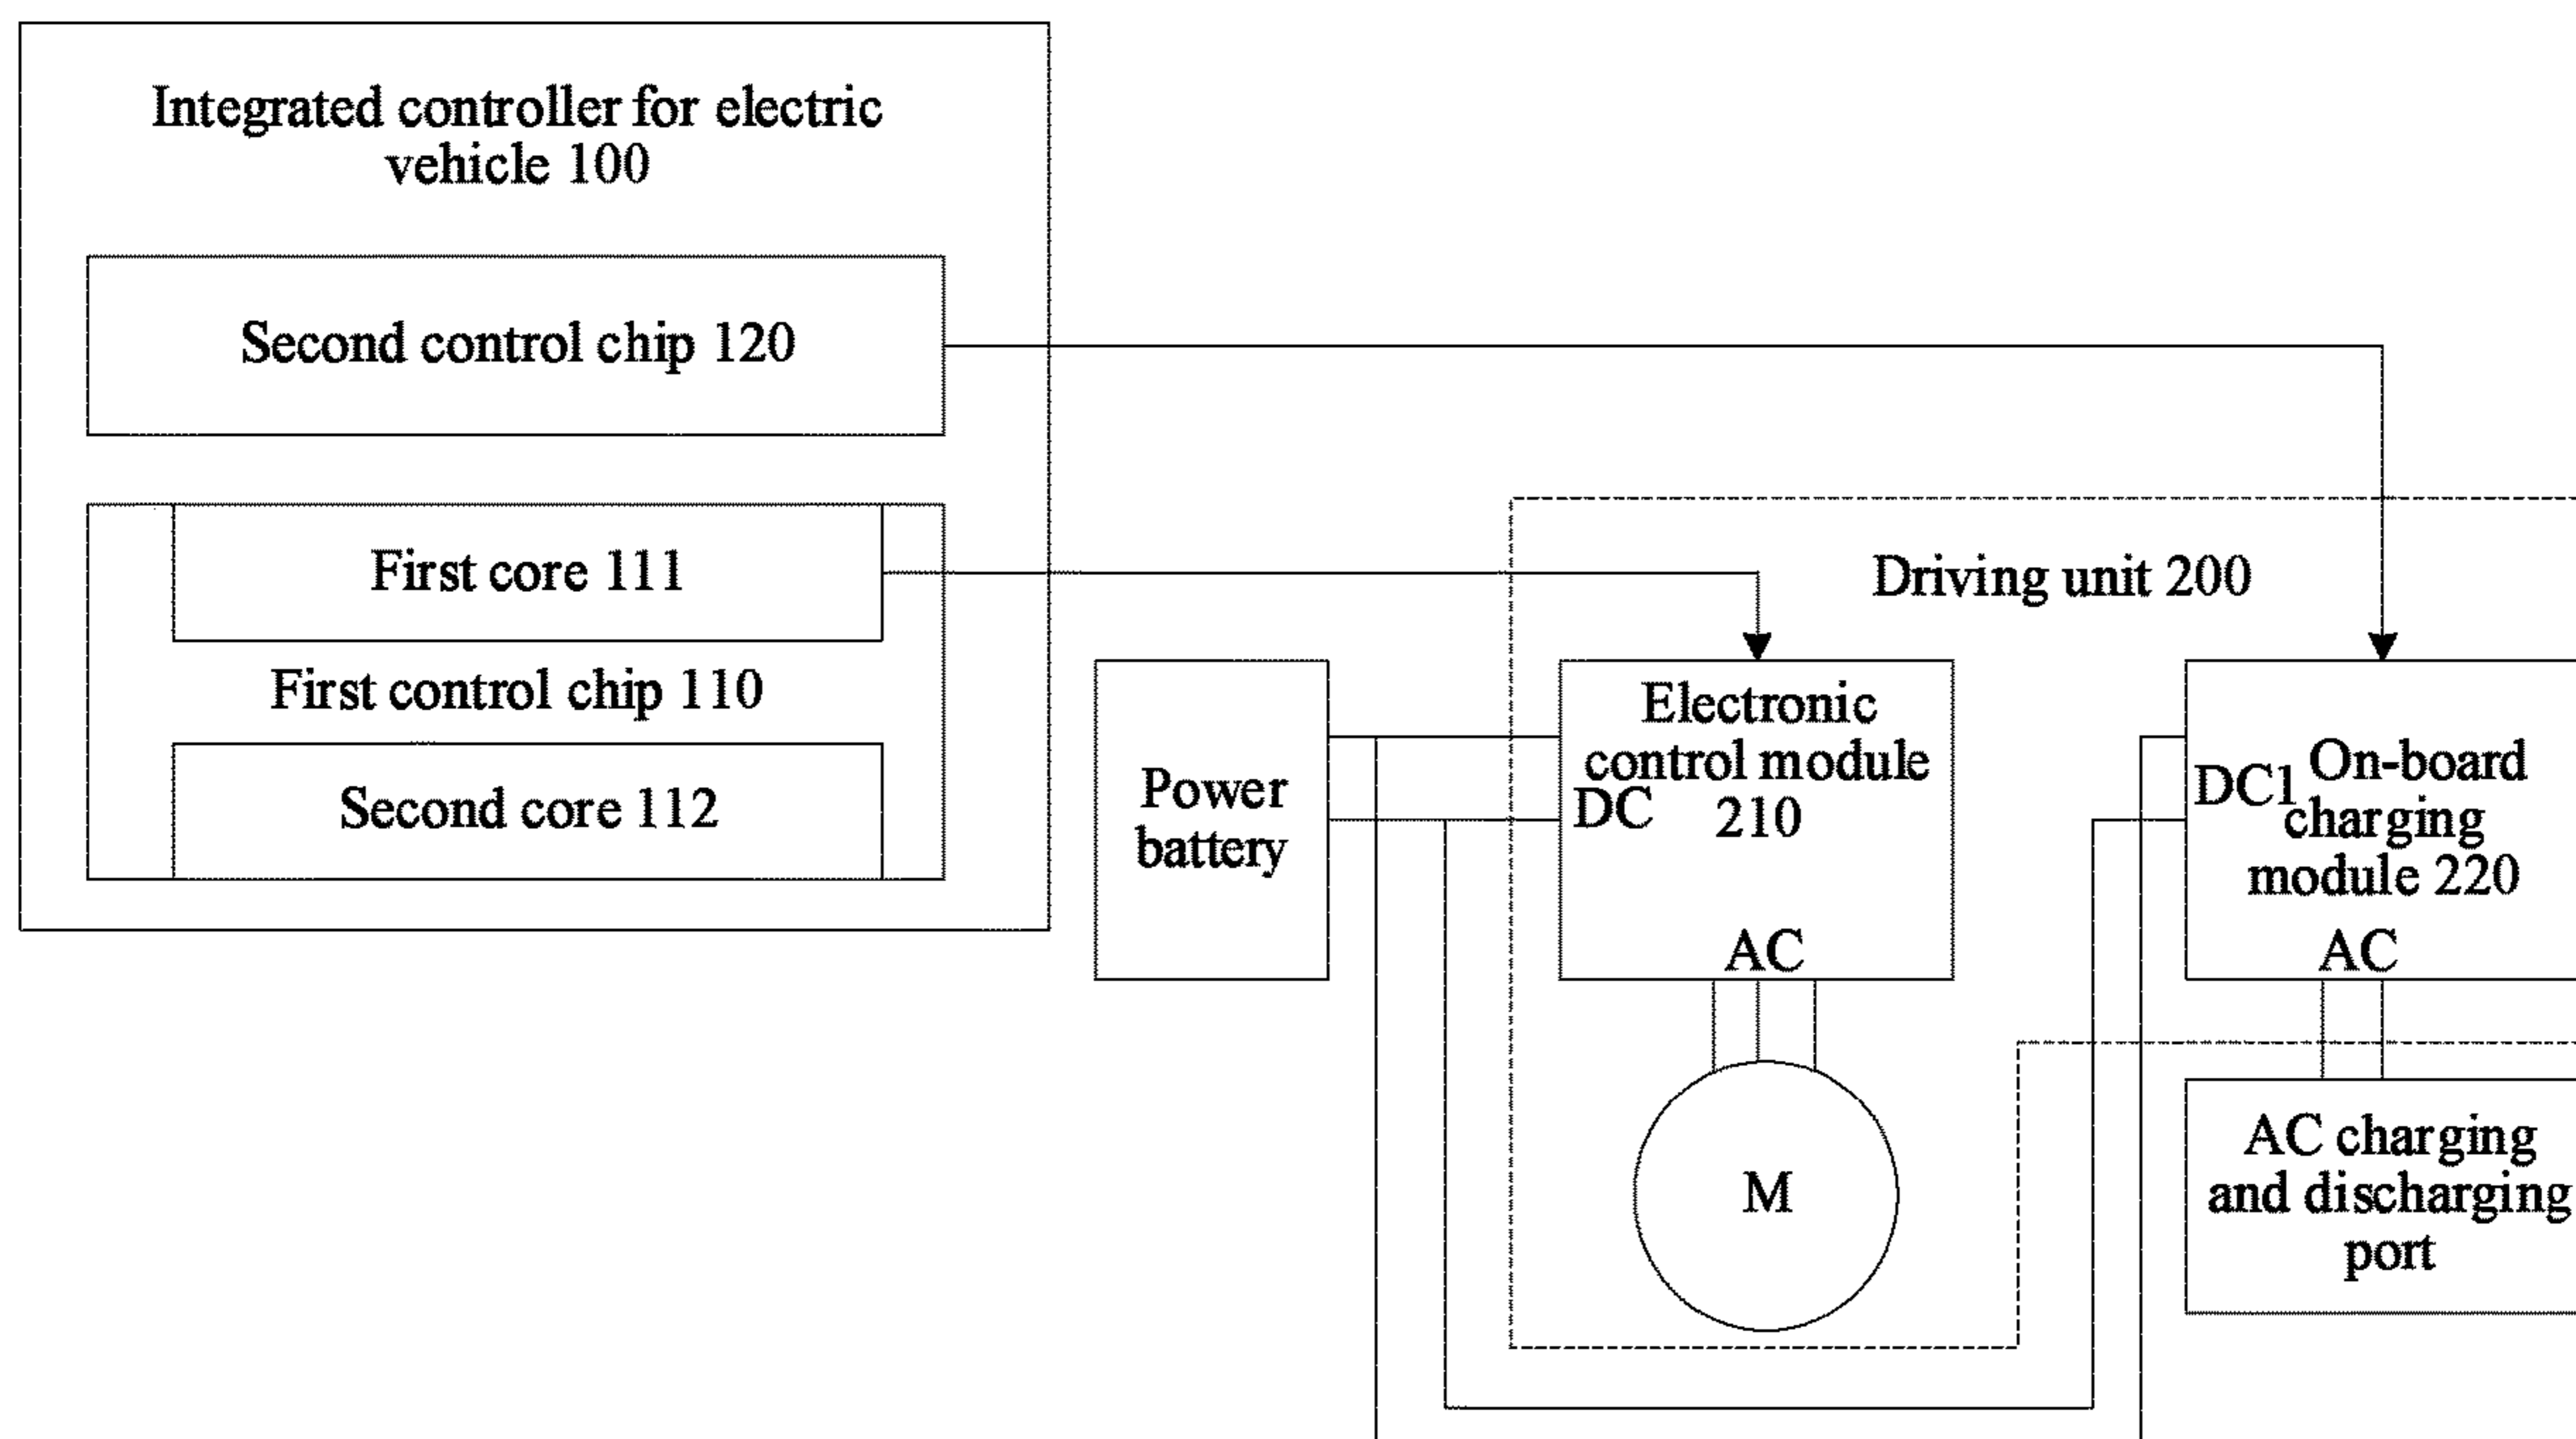 Integrated controller for electric
vehicle 100
Second control chip 120
First core 111
First control chip 110
Second core 112
Driving unit 200
Power
battery
Electronic
control module
210
DC
AC
M
On-board
DC1
charging
module 220
AC
AC charging
and discharging
port